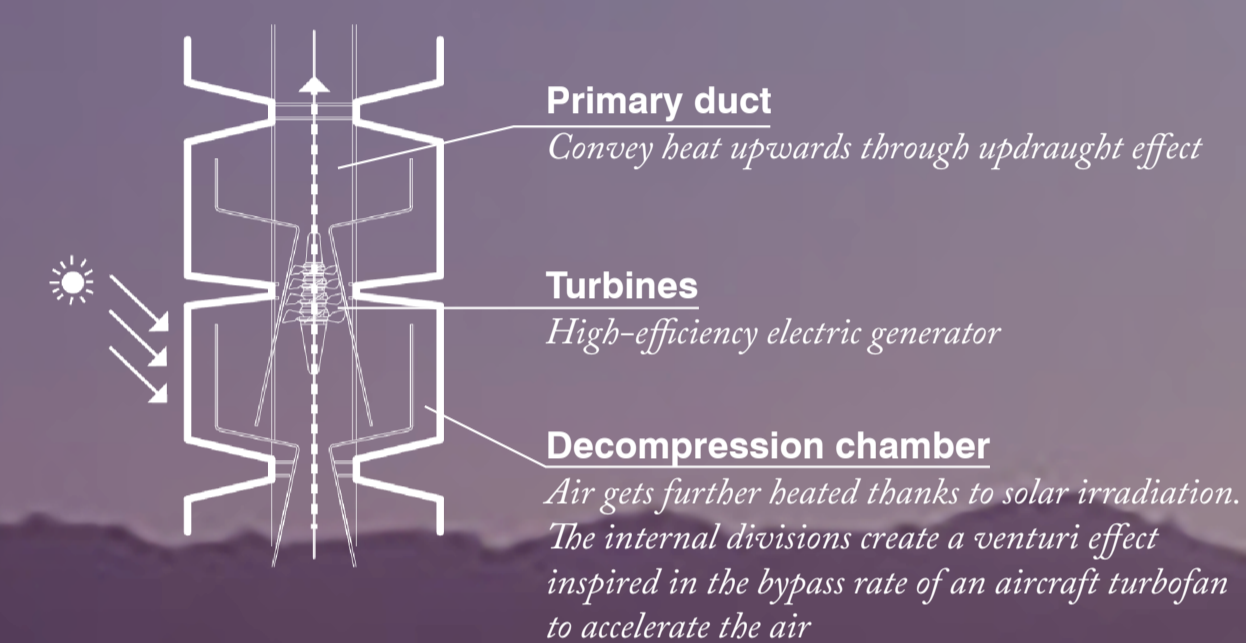 Primary duct
Convey heat upwards through updraught effect
Turbines
High-efficiency electric generator
Decompression chamber
Air gets further heated thanks to solar irradiation.
The internal divisions create a venturi effect
inspired in the bypass rate of an aircraft turbofan
to accelerate the air